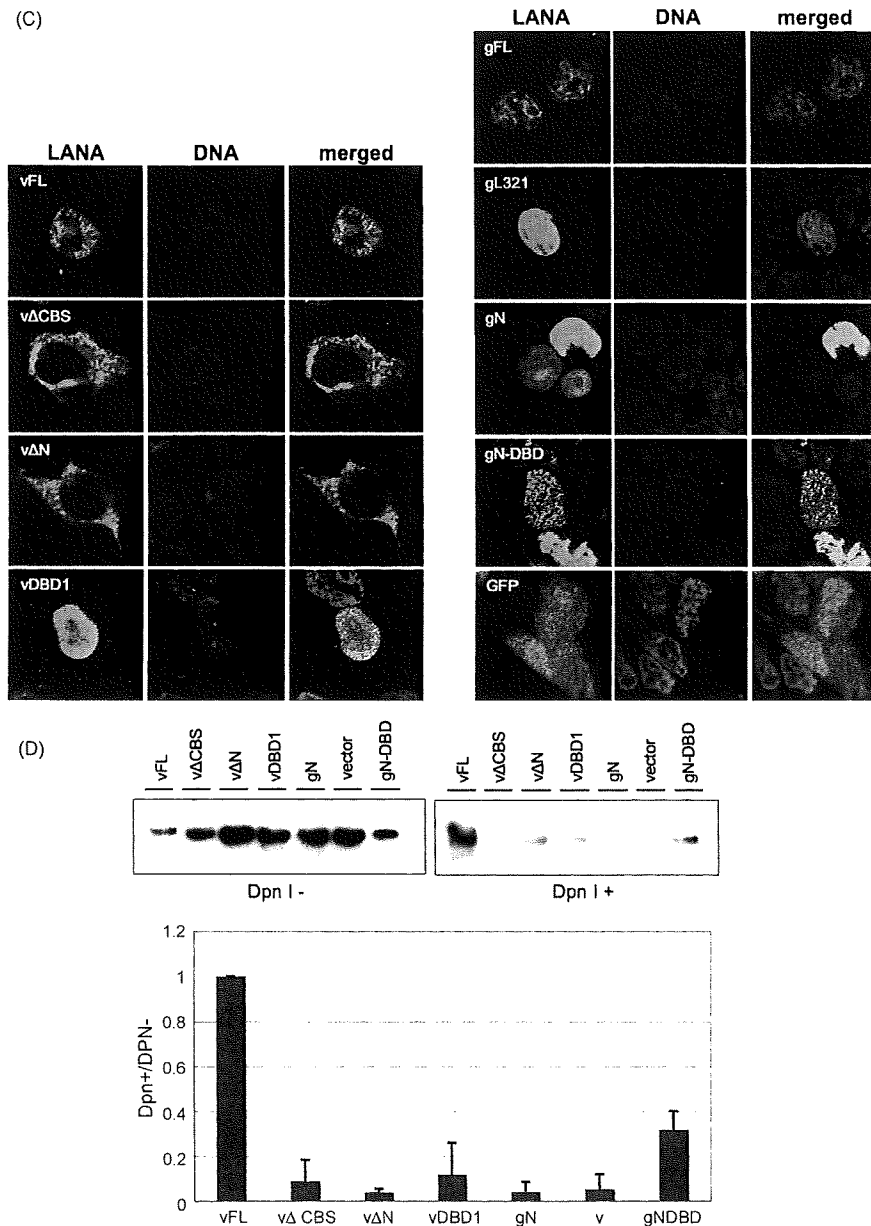 (C)
LANA DNA merged
vFL
vΔCBS
vΔN
vDBD1
LANA DNA merged
gFL
gL321
gN
gN-DBD
GFP
(D)
vFL vΔCBS vΔN vDBD1 gN vector gN-DBD
Dpn I -
vFL vΔCBS vΔN vDBD1 gN vector gN-DBD
Dpn I +
Dpn+/DPN-
1.2
1
0.8
0.6
0.4
0.2
0
vFL vΔ CBS vΔN vDBD1 gN v gNDBD